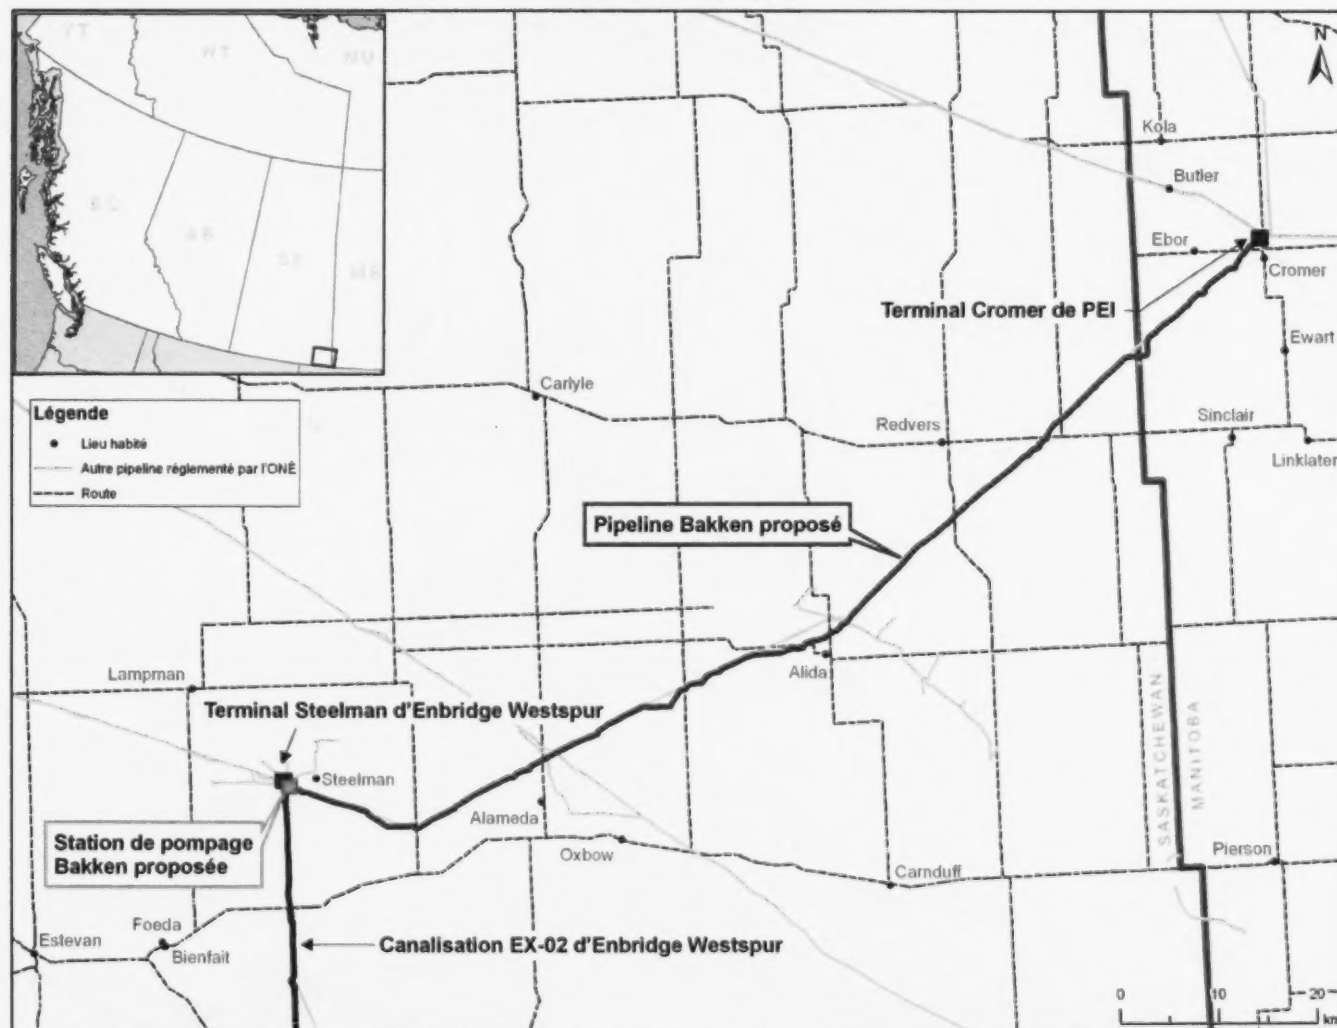 YT
NT
NU
BC
AB
N
Kola
Butler
Ebor
Cromer
Terminal Cromer de PEI
Ewart
Carlyle
Légende
Lieu habité
Autre pipeline réglementé par l'ONÉ
Route
Redvers
Sinclair
Linklater
Pipeline Bakken proposé
Lampman
Alida
Terminal Steelman d'Enbridge Westspur
SASKATCHEWAN
MANITOBA
Steelman
Alameda
Station de pompage
Bakken proposée
Oxbow
Pierson
Carnduff
Foeda
Estevan
Bienfait
Canalisation EX-02 d'Enbridge Westspur
0 10 20
km